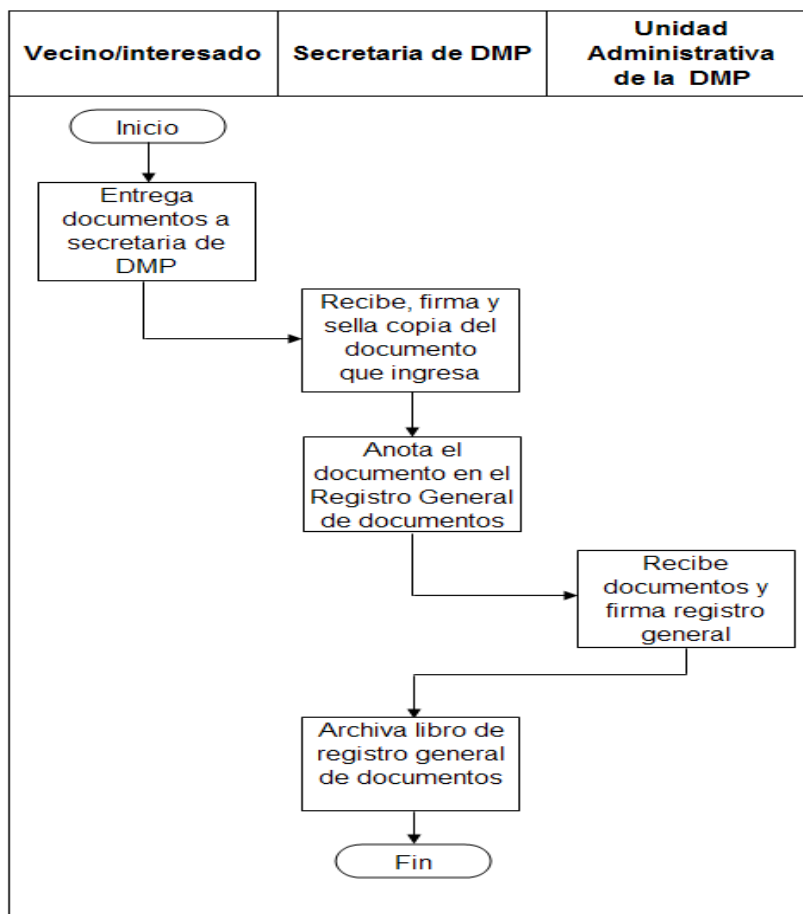 Vecino/interesado
Secretaria de DMP
Unidad
Administrativa
de la DMP
Inicio
Entrega
documentos a
secretaria de
DMP
Recibe, firma y
sella copia del
documento
que ingresa
Anota el
documento en el
Registro General
de documentos
Recibe
documentos y
firma registro
general
Archiva libro de
registro general
de documentos
Fin